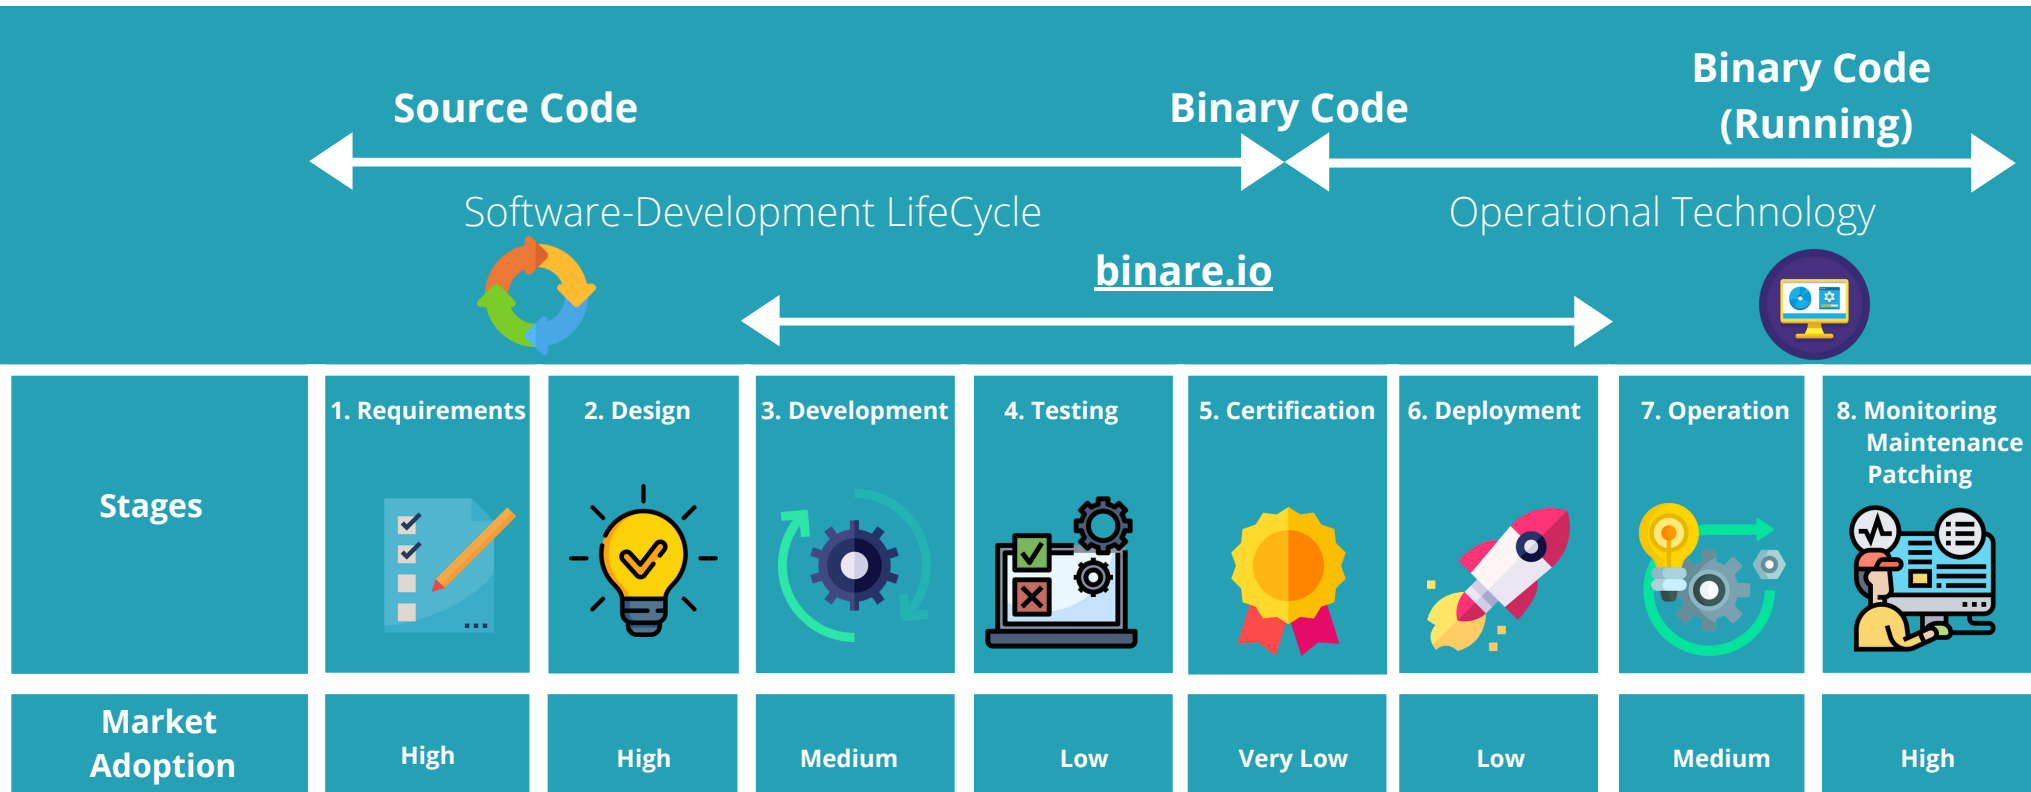 Source Code
Binary Code
Binary Code
(Running)
Software-Development LifeCycle
Operational Technology
binare.io
Stages
1. Requirements
2. Design
3. Development
4. Testing
5. Certification
6. Deployment
7. Operation
8. Monitoring
Maintenance
Patching
Market
Adoption
High
High
Medium
Low
Very Low
Low
Medium
High